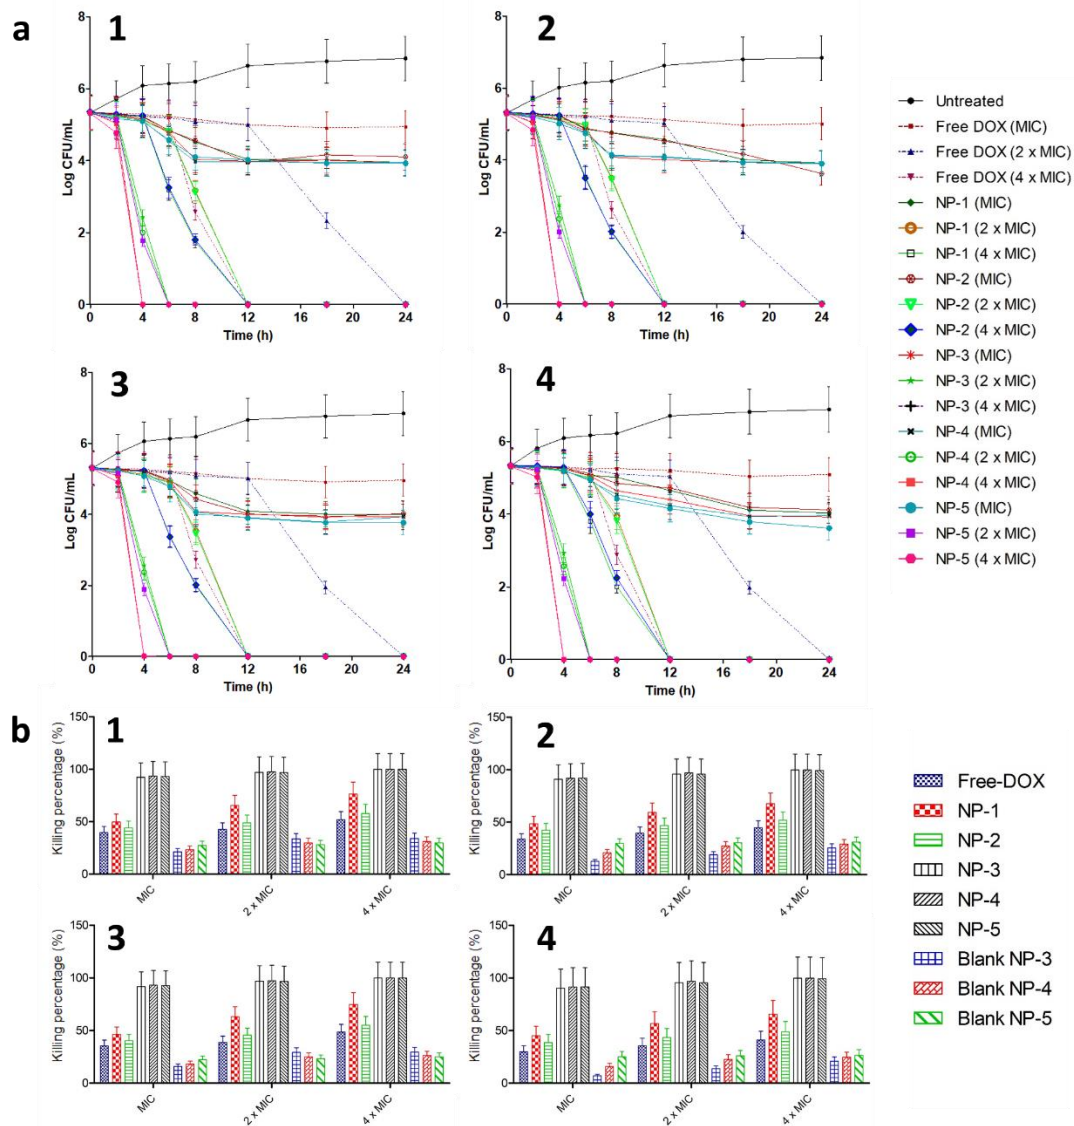 a
1
8
6
4
2
0
Log CFU/mL
0 4 8 12 16 20 24
Time (h)
2
8
6
4
2
0
Log CFU/mL
0 4 8 12 16 20 24
Time (h)
3
8
6
4
2
0
Log CFU/mL
0 4 8 12 16 20 24
Time (h)
4
8
6
4
2
0
Log CFU/mL
0 4 8 12 16 20 24
Time (h)
Untreated
Free DOX (MIC)
Free DOX (2 x MIC)
Free DOX (4 x MIC)
NP-1 (MIC)
NP-1 (2 x MIC)
NP-1 (4 x MIC)
NP-2 (MIC)
NP-2 (2 x MIC)
NP-2 (4 x MIC)
NP-3 (MIC)
NP-3 (2 x MIC)
NP-3 (4 x MIC)
NP-4 (MIC)
NP-4 (2 x MIC)
NP-4 (4 x MIC)
NP-5 (MIC)
NP-5 (2 x MIC)
NP-5 (4 x MIC)
b
1
150
100
50
0
Killing percentage (%)
MIC 2 x MIC 4 x MIC
2
150
100
50
0
Killing percentage (%)
MIC 2 x MIC 4 x MIC
3
150
100
50
0
Killing percentage (%)
MIC 2 x MIC 4 x MIC
4
150
100
50
0
Killing percentage (%)
MIC 2 x MIC 4 x MIC
Free-DOX
NP-1
NP-2
NP-3
NP-4
NP-5
Blank NP-3
Blank NP-4
Blank NP-5